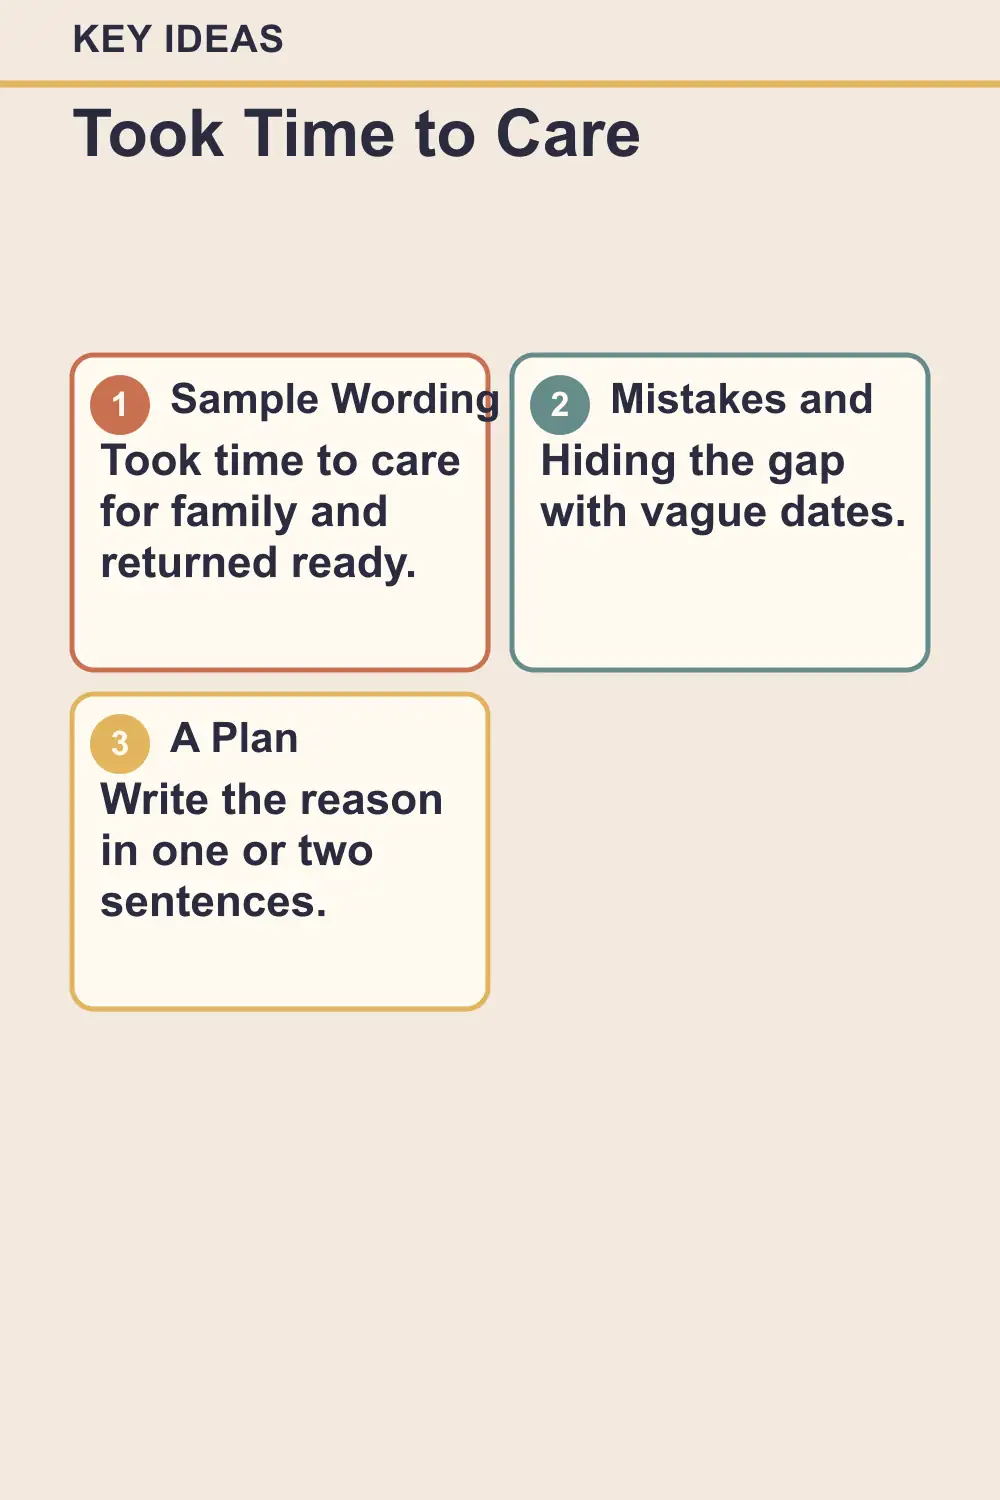 KEY IDEAS
Took Time to Care
1 Sample Wording
Took time to care
for family and
returned ready.
2 Mistakes and
Hiding the gap
with vague dates.
3 A Plan
Write the reason
in one or two
sentences.